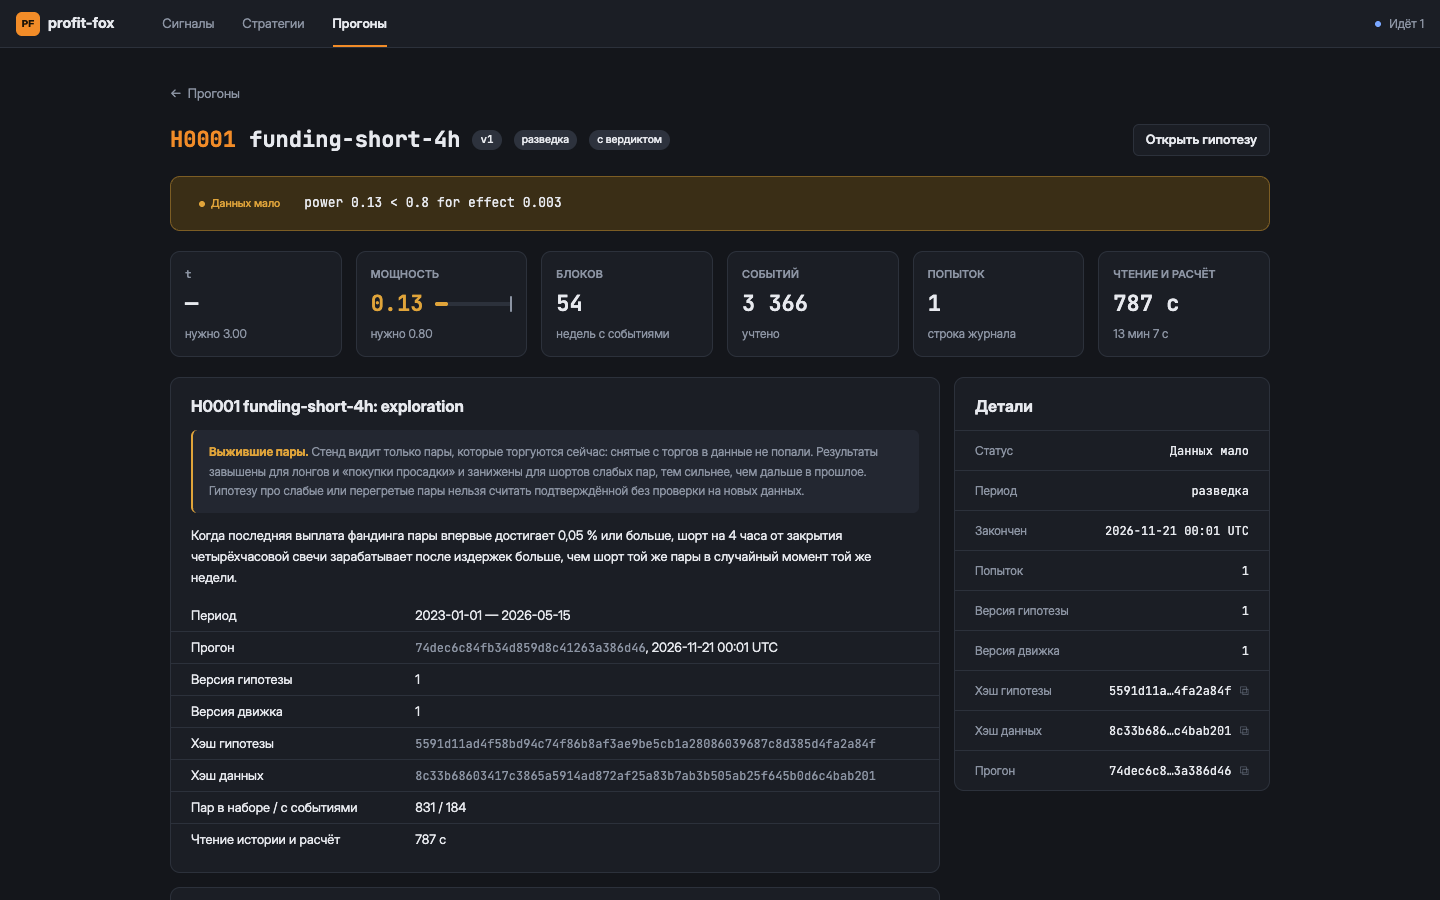 PF profit-fox Сигналы Стратегии Прогоны Идёт 1
← Прогоны
H0001 funding-short-4h v1 разведка с вердиктом Открыть гипотезу
Данных мало power 0.13 < 0.8 for effect 0.003
t
—
нужно 3.00
МОЩНОСТЬ
0.13
нужно 0.80
БЛОКОВ
54
недель с событиями
СОБЫТИЙ
3 366
учтено
ПОПЫТОК
1
строка журнала
ЧТЕНИЕ И РАСЧЁТ
787 с
13 мин 7 с
H0001 funding-short-4h: exploration
Выжившие пары. Стенд видит только пары, которые торгуются сейчас: снятые с торгов в данные не попали. Результаты
завышены для лонгов и «покупки просадки» и занижены для шортов слабых пар, тем сильнее, чем дальше в прошлое.
Гипотезу про слабые или перегретые пары нельзя считать подтверждённой без проверки на новых данных.
Когда последняя выплата фандинга пары впервые достигает 0,05 % или больше, шорт на 4 часа от закрытия
четырёхчасовой свечи зарабатывает после издержек больше, чем шорт той же пары в случайный момент той же
недели.
Период 2023-01-01 — 2026-05-15
Прогон 74dec6c84fb34d859d8c41263a386d46, 2026-11-21 00:01 UTC
Версия гипотезы 1
Версия движка 1
Хэш гипотезы 5591d11ad4f58bd94c74f86b8af3ae9be5cb1a28086039687c8d385d4fa2a84f
Хэш данных 8c33b68603417c3865a5914ad872af25a83b7ab3b505ab25f645b0d6c4bab201
Пар в наборе / с событиями 831 / 184
Чтение истории и расчёт 787 с
Детали
Статус Данных мало
Период разведка
Закончен 2026-11-21 00:01 UTC
Попыток 1
Версия гипотезы 1
Версия движка 1
Хэш гипотезы 5591d11a…4fa2a84f
Хэш данных 8c33b686…c4bab201
Прогон 74dec6c8…3a386d46